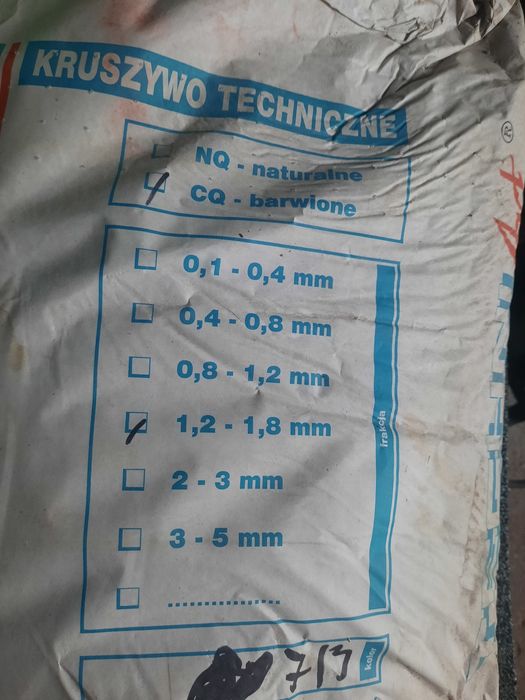 KRUSZYWO TECHNICZNE
NQ - naturalne
CQ - barwione
0,1 - 0,4 mm
0,4 - 0,8 mm
0,8 - 1,2 mm
1,2 - 1,8 mm
2 - 3 mm
3 - 5 mm
.....................
frakcja
713
kolor
®